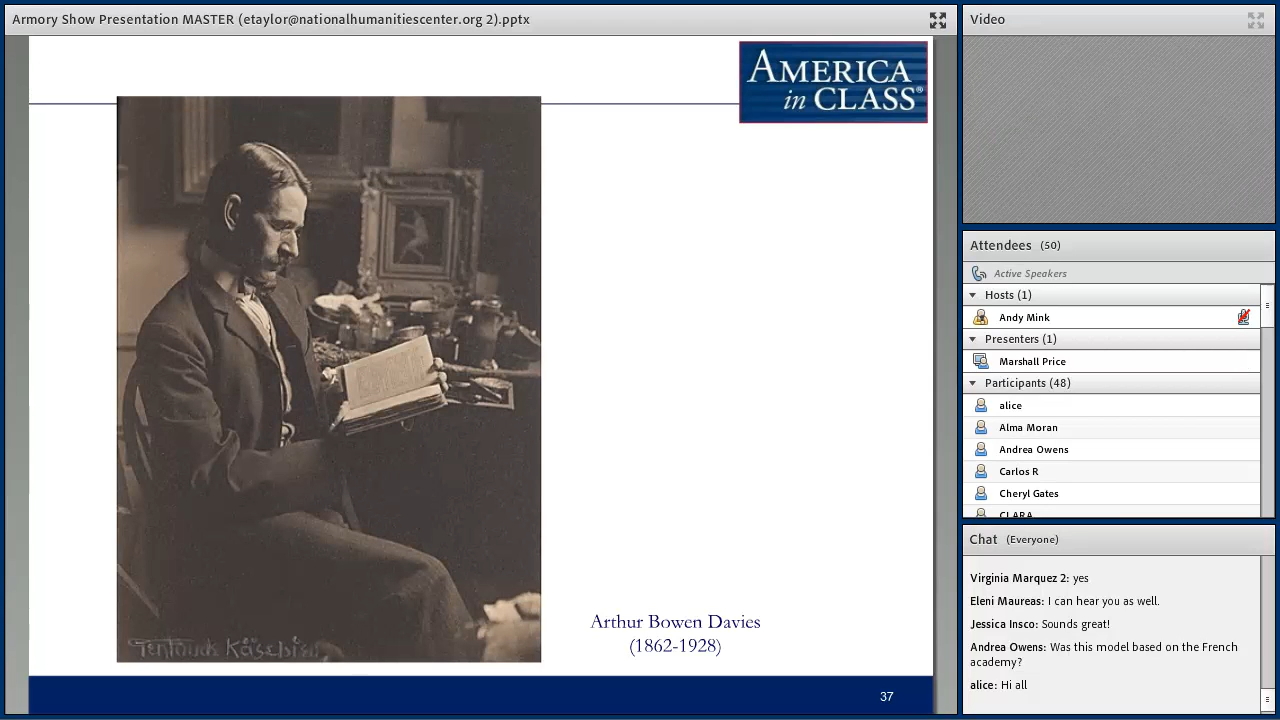 Armory Show Presentation MASTER (etaylor@nationalhumanitiescenter.org 2).pptx
AMERICA
in CLASS®
Gertrude Käsebier
Arthur Bowen Davies
(1862-1928)
37
Video
Attendees (50)
Active Speakers
Hosts (1)
Andy Mink
Presenters (1)
Marshall Price
Participants (48)
alice
Alma Moran
Andrea Owens
Carlos R
Cheryl Gates
CLARA
Chat (Everyone)
Virginia Marquez 2: yes
Eleni Maureas: I can hear you as well.
Jessica Insco: Sounds great!
Andrea Owens: Was this model based on the French
academy?
alice: Hi all